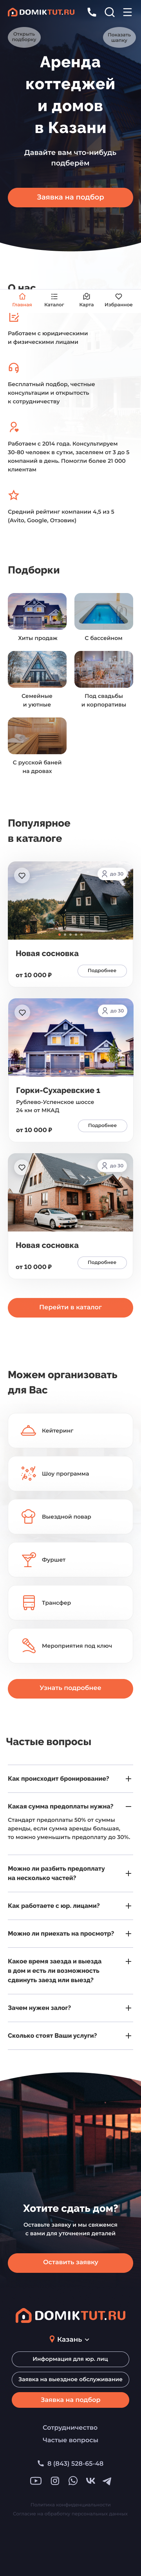 DOMIKTUT.RU
Открыть
подборку
Показать
шапку
Аренда
коттеджей
и домов
в Казани
Давайте вам что-нибудь
подберём
Заявка на подбор
О нас
Главная
Каталог
Карта
Избранное
Работаем с юридическими
и физическими лицами
Бесплатный подбор, честные
консультации и открытость
к сотрудничеству
Работаем с 2014 года. Консультируем
30-80 человек в сутки, заселяем от 3 до 5
компаний в день. Помогли более 21 000
клиентам
Средний рейтинг компании 4,5 из 5
(Avito, Google, Отзовик)
Подборки
Хиты продаж
С бассейном
Семейные
и уютные
Под свадьбы
и корпоративы
С русской баней
на дровах
Популярное
в каталоге
до 30
Новая сосновка
от 10 000 ₽
Подробнее
до 30
Горки-Сухаревские 1
Рублево-Успенское шоссе
24 км от МКАД
от 10 000 ₽
Подробнее
до 30
Новая сосновка
от 10 000 ₽
Подробнее
Перейти в каталог
Можем организовать
для Вас
Кейтеринг
Шоу программа
Выездной повар
Фуршет
Трансфер
Мероприятия под ключ
Узнать подробнее
Частые вопросы
Как происходит бронирование?
Какая сумма предоплаты нужна?
Стандарт предоплаты 50% от суммы
аренды, если сумма аренды большая,
то можно уменьшить предоплату до 30%.
Можно ли разбить предоплату
на несколько частей?
Как работаете с юр. лицами?
Можно ли приехать на просмотр?
Какое время заезда и выезда
в дом и есть ли возможность
сдвинуть заезд или выезд?
Зачем нужен залог?
Сколько стоят Ваши услуги?
Хотите сдать дом?
Оставьте заявку и мы свяжемся
с вами для уточнения деталей
Оставить заявку
DOMIKTUT.RU
Казань
Информация для юр. лиц
Заявка на выездное обслуживание
Заявка на подбор
Сотрудничество
Частые вопросы
8 (843) 528-65-48
Политика конфиденциальности
Согласие на обработку персональных данных